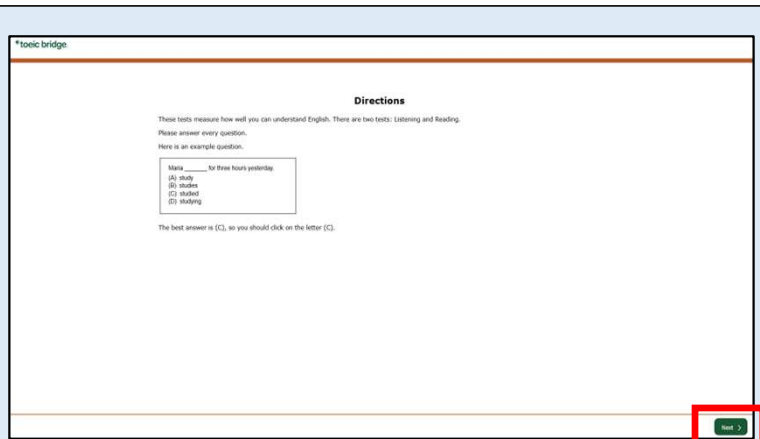 toeic bridge.
Directions
These tests measure how well you can understand English. There are two tests: Listening and Reading.
Please answer every question.
Here is an example question.
Maria ______ for three hours yesterday.
(A) study
(B) studies
(C) studied
(D) studying
The best answer is (C), so you should click on the letter (C).
Next >